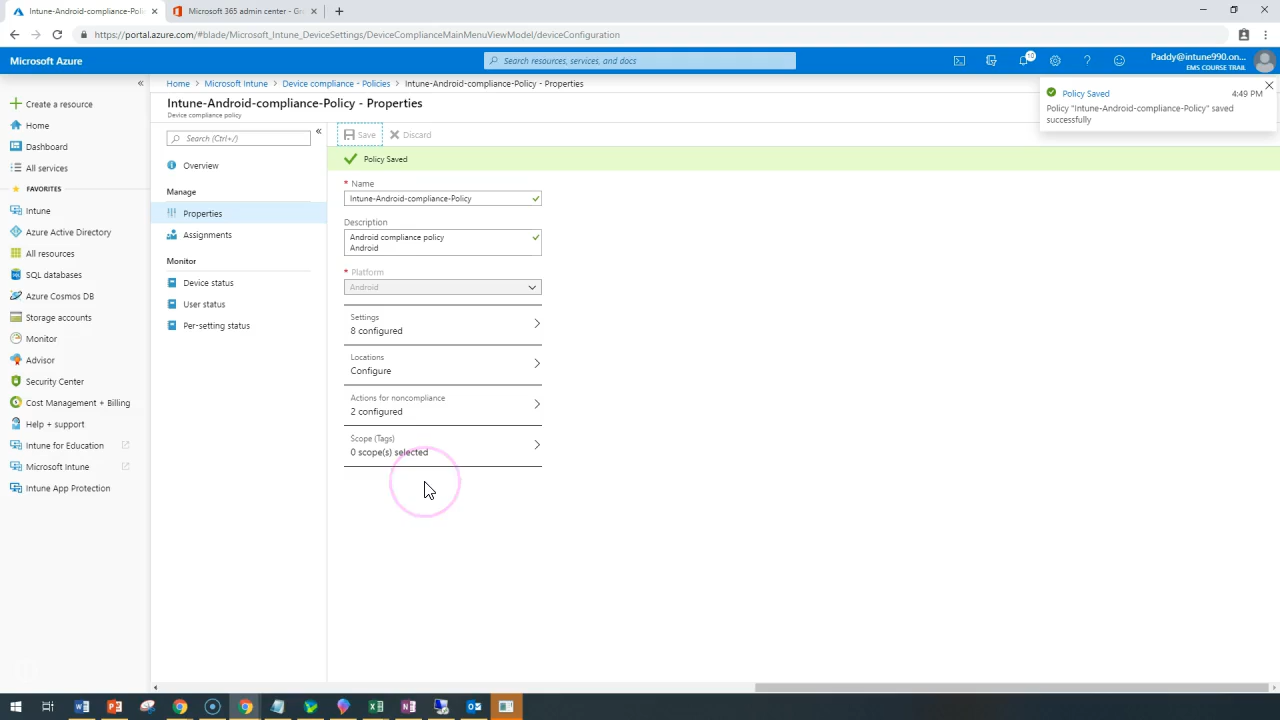 Intune-Android-compliance-Policy
Microsoft 365 admin center - Gr
https://portal.azure.com/#blade/Microsoft_Intune_DeviceSettings/DeviceComplianceMainMenuViewModel/deviceConfiguration
Microsoft Azure
Search resources, services, and docs
10
Paddy@intune990.on...
EMS COURSE TRAIL
Home > Microsoft Intune > Device compliance - Policies > Intune-Android-compliance-Policy - Properties
Intune-Android-compliance-Policy - Properties
Device compliance policy
Policy Saved
4:49 PM
Policy "Intune-Android-compliance-Policy" saved
successfully
Create a resource
Home
Dashboard
All services
FAVORITES
Intune
Azure Active Directory
All resources
SQL databases
Azure Cosmos DB
Storage accounts
Monitor
Advisor
Security Center
Cost Management + Billing
Help + support
Intune for Education
Microsoft Intune
Intune App Protection
Search (Ctrl+/)
Overview
Manage
Properties
Assignments
Monitor
Device status
User status
Per-setting status
Save
Discard
Policy Saved
* Name
Intune-Android-compliance-Policy
Description
Android compliance policy
Android
* Platform
Android
Settings
8 configured
Locations
Configure
Actions for noncompliance
2 configured
Scope (Tags)
0 scope(s) selected